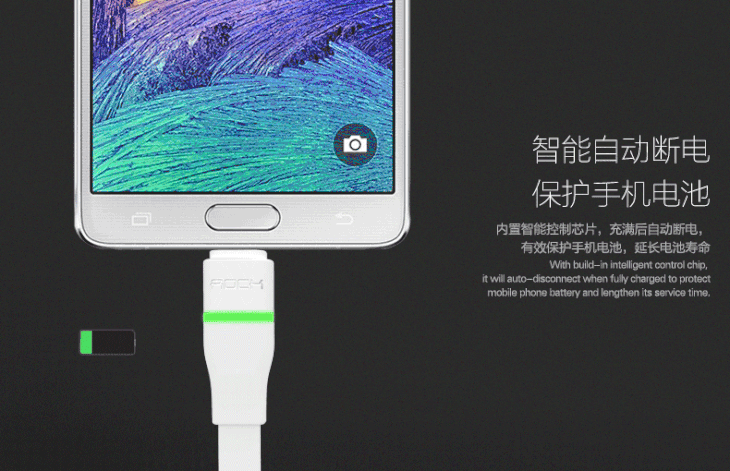 智能自动断电
保护手机电池
内置智能控制芯片，充满后自动断电，
有效保护手机电池，延长电池寿命
With build-in intelligent control chip,
it will auto-disconnect when fully charged to protect
mobile phone battery and lengthen its service time.
ROCK